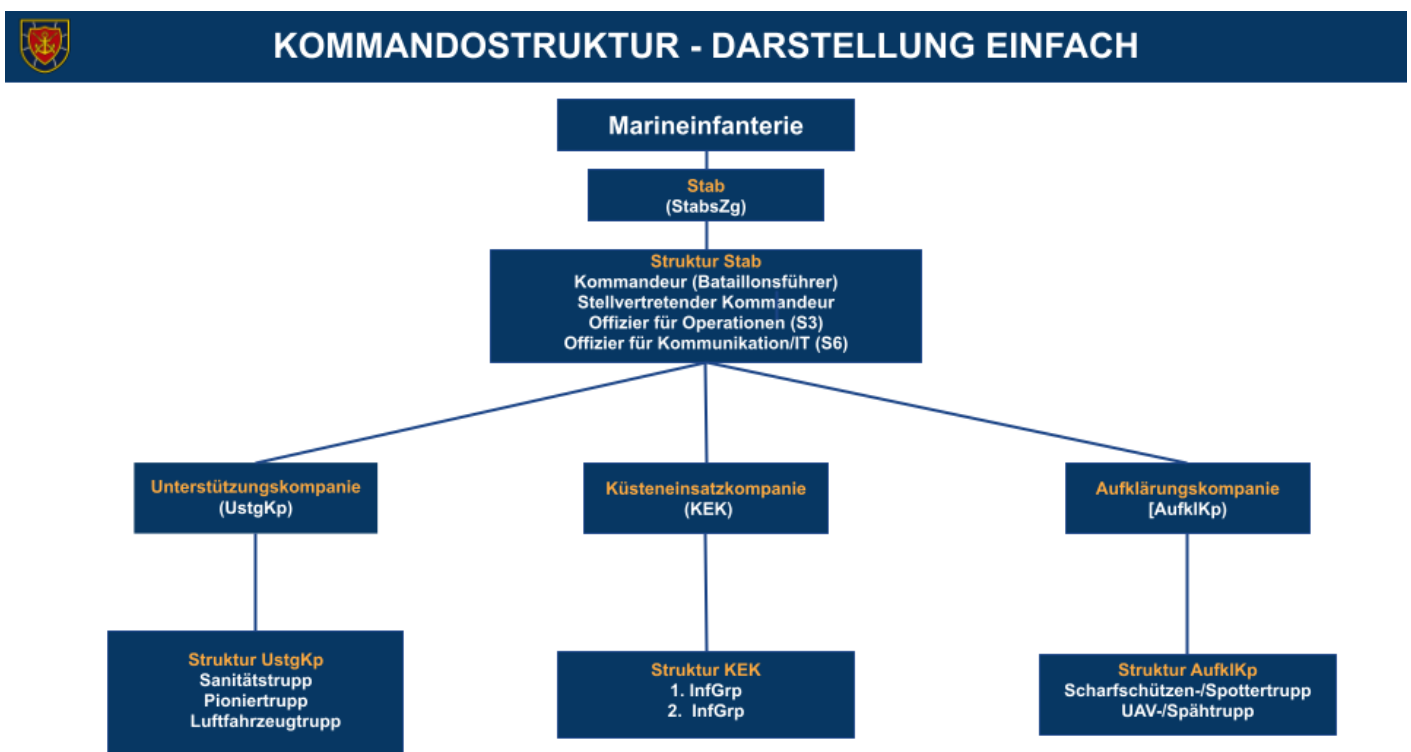 KOMMANDOSTRUKTUR - DARSTELLUNG EINFACH
Marineinfanterie
Stab
(StabsZg)
Struktur Stab
Kommandeur (Bataillonsführer)
Stellvertretender Kommandeur
Offizier für Operationen (S3)
Offizier für Kommunikation/IT (S6)
Unterstützungskompanie
(UstgKp)
Küsteneinsatzkompanie
(KEK)
Aufklärungskompanie
[AufklKp)
Struktur UstgKp
Sanitätstrupp
Pioniertrupp
Luftfahrzeugtrupp
Struktur KEK
1. InfGrp
2. InfGrp
Struktur AufklKp
Scharfschützen-/Spottertrupp
UAV-/Spähtrupp